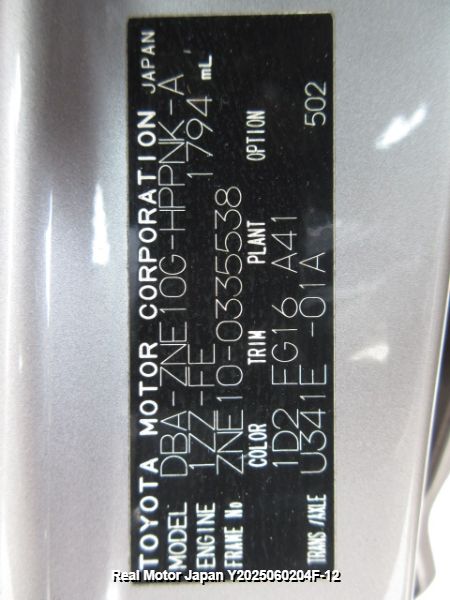 TOYOTA MOTOR CORPORATION JAPAN
MODEL DBA-ZNE10G-HPPNK-A
ENGINE 1ZZ-FE 1794 mL
FRAME No ZNE10-0335538
COLOR TRIM PLANT OPTION
1D2 FG16 A41
TRANS/AXLE U341E -01A 502
Real Motor Japan Y2025060204F-12